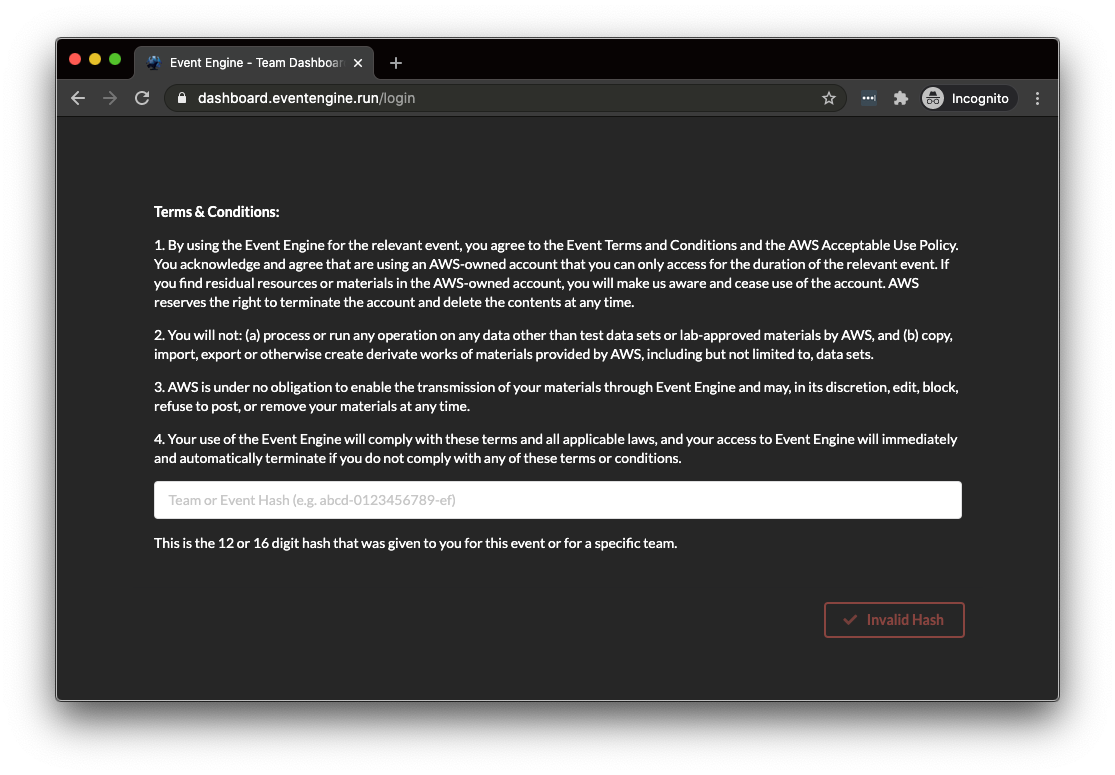 Event Engine - Team Dashboar
dashboard.eventengine.run/login
Incognito
Terms & Conditions:
1. By using the Event Engine for the relevant event, you agree to the Event Terms and Conditions and the AWS Acceptable Use Policy.
You acknowledge and agree that are using an AWS-owned account that you can only access for the duration of the relevant event. If
you find residual resources or materials in the AWS-owned account, you will make us aware and cease use of the account. AWS
reserves the right to terminate the account and delete the contents at any time.
2. You will not: (a) process or run any operation on any data other than test data sets or lab-approved materials by AWS, and (b) copy,
import, export or otherwise create derivate works of materials provided by AWS, including but not limited to, data sets.
3. AWS is under no obligation to enable the transmission of your materials through Event Engine and may, in its discretion, edit, block,
refuse to post, or remove your materials at any time.
4. Your use of the Event Engine will comply with these terms and all applicable laws, and your access to Event Engine will immediately
and automatically terminate if you do not comply with any of these terms or conditions.
Team or Event Hash (e.g. abcd-0123456789-ef)
This is the 12 or 16 digit hash that was given to you for this event or for a specific team.
Invalid Hash